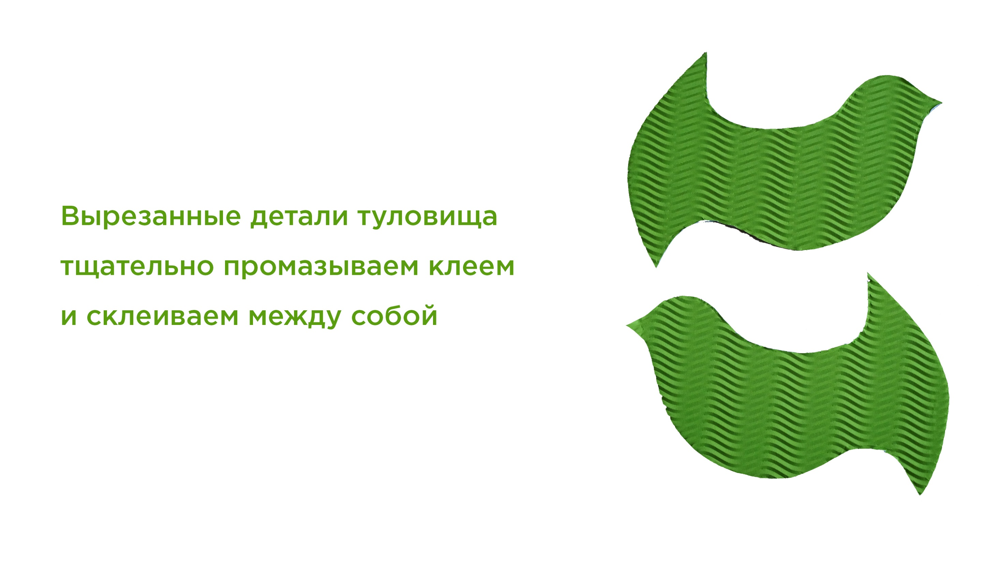 Вырезанные детали туловища
тщательно промазываем клеем
и склеиваем между собой